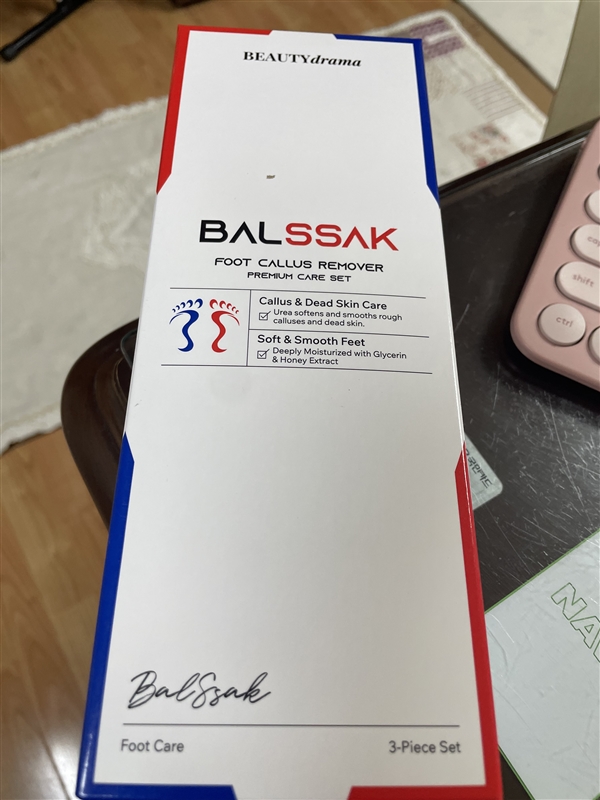 BEAUTYdrama
BALSSAK
FOOT CALLUS REMOVER
PREMIUM CARE SET
Callus & Dead Skin Care
Urea softens and smooths rough
calluses and dead skin.
Soft & Smooth Feet
Deeply Moisturized with Glycerin
& Honey Extract
BalSsak
Foot Care
3-Piece Set
shift
ctrl